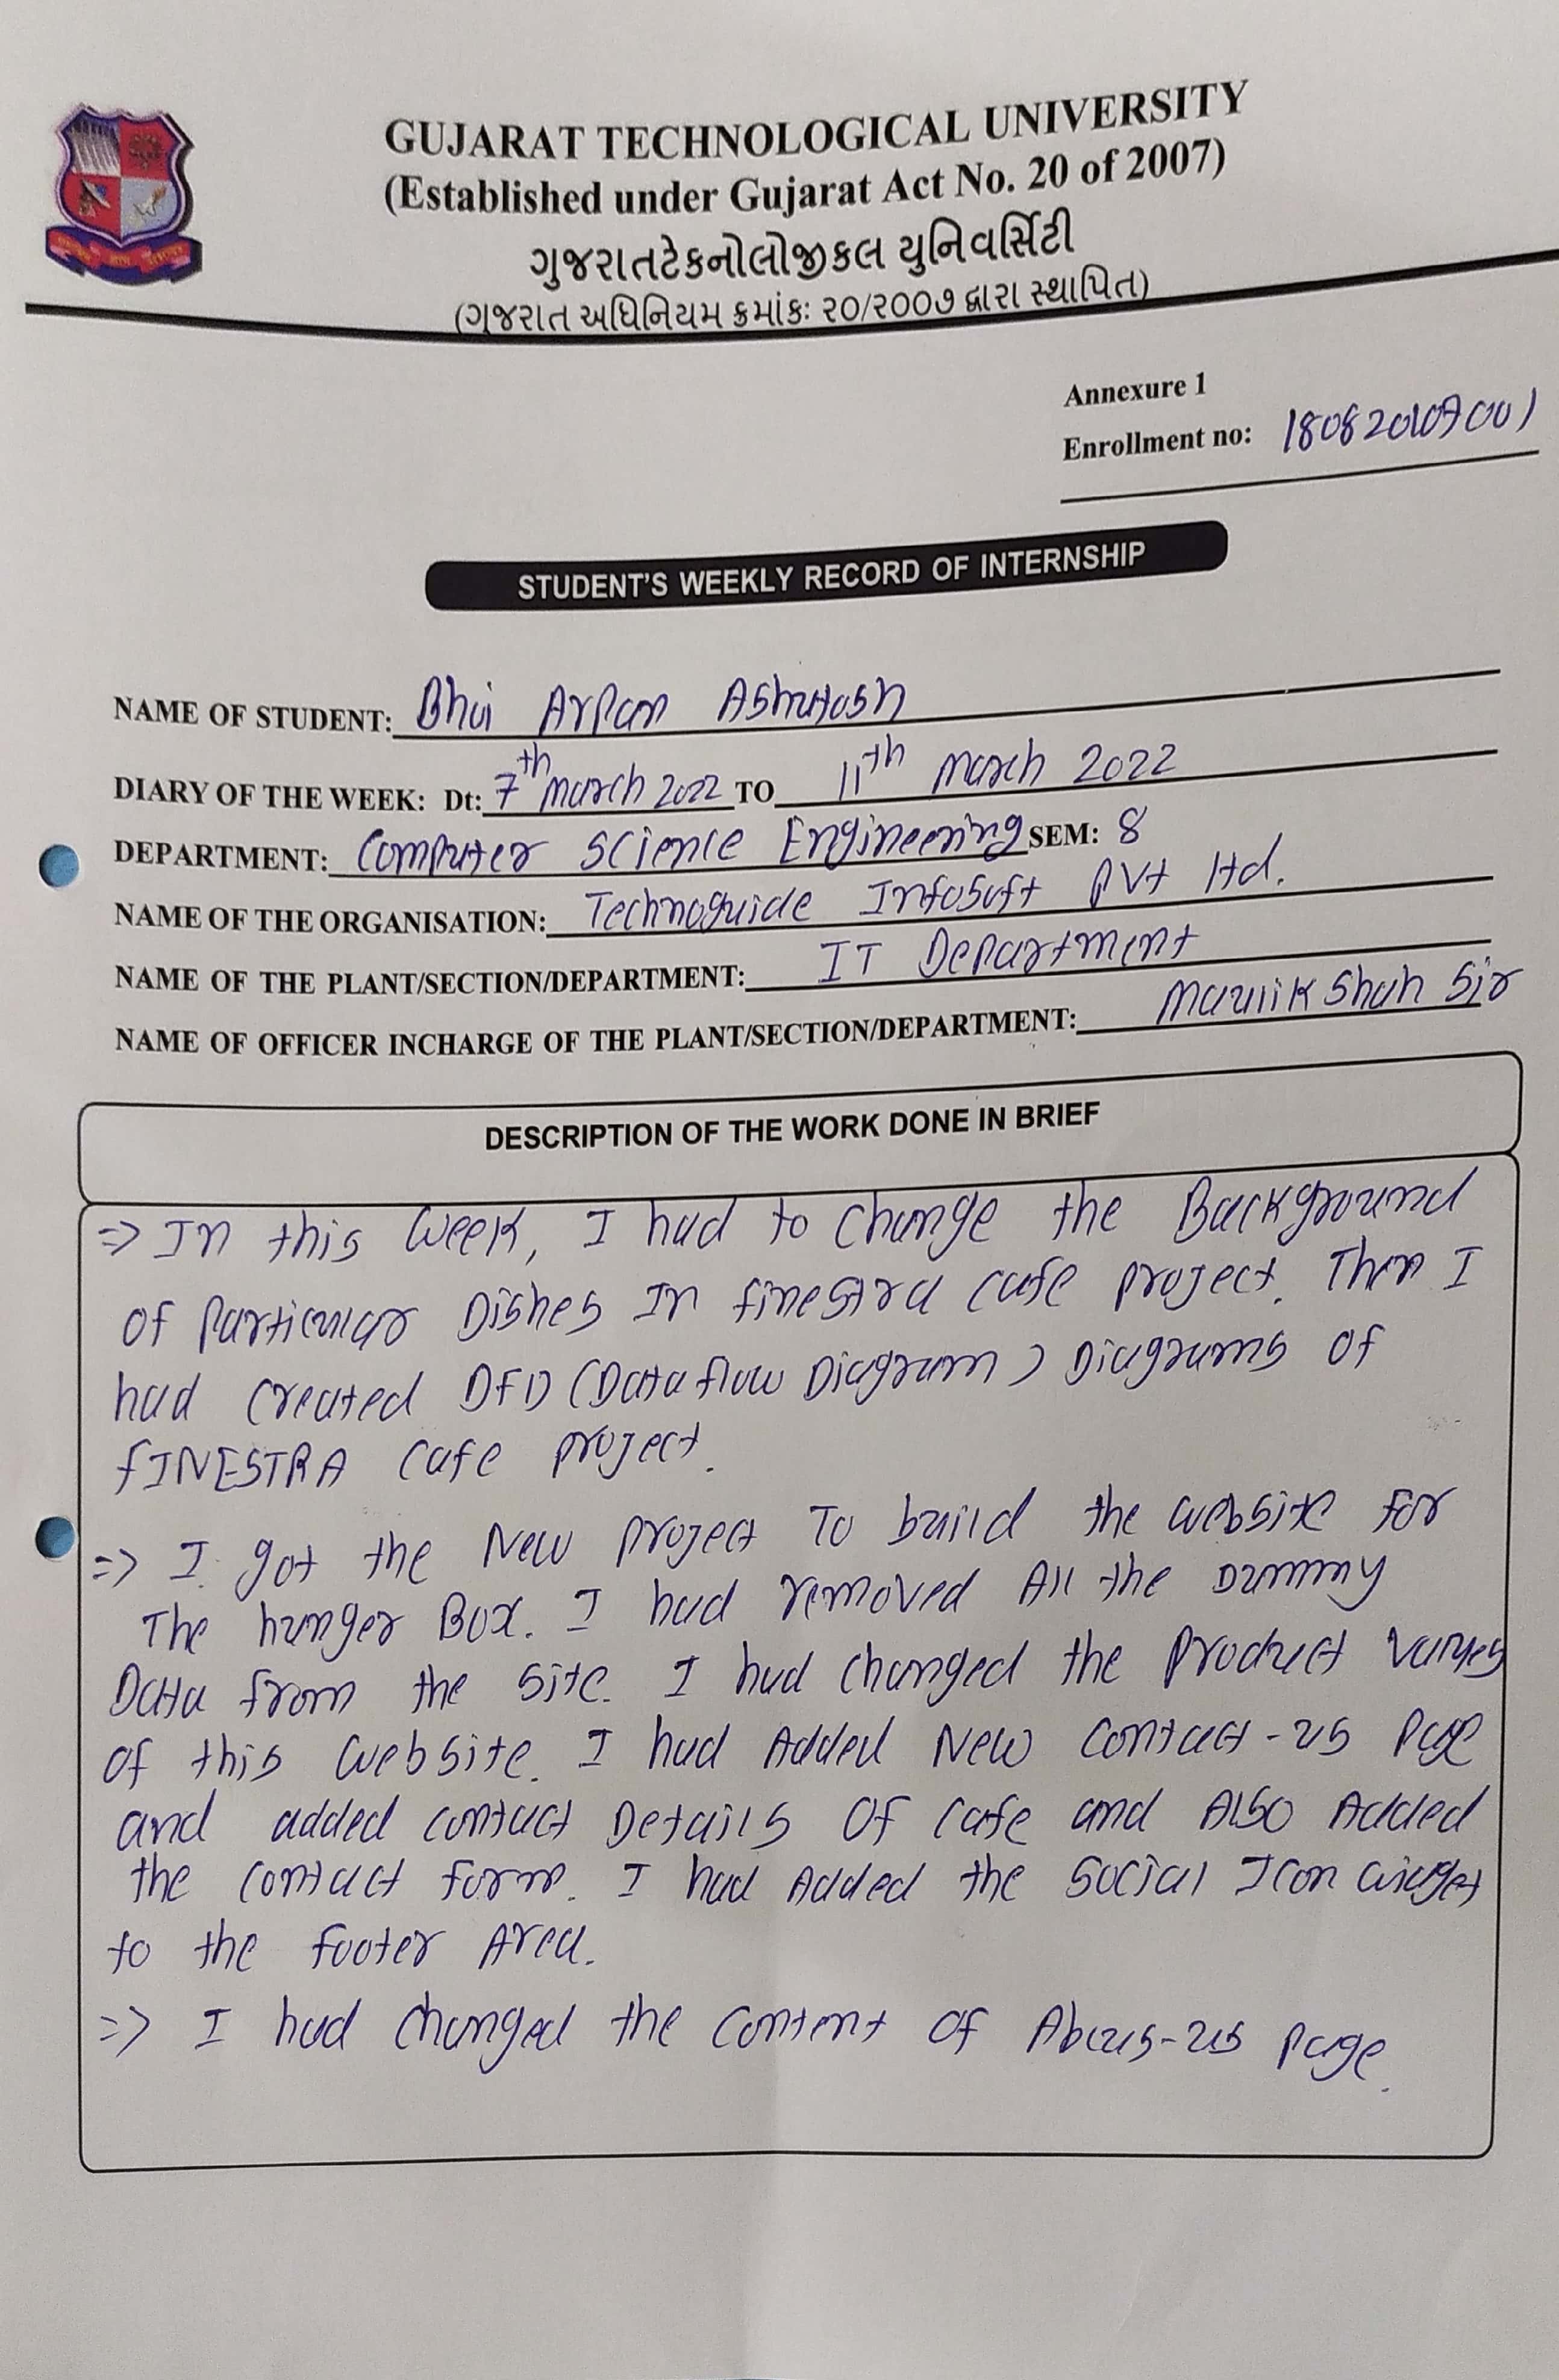 GUJARAT TECHNOLOGICAL UNIVERSITY
(Established under Gujarat Act No. 20 of 2007)
ગુજરાતટેકનોલોજીકલ યુનિવર્સિટી
(ગુજરાત અધિનિયમ ક્રમાંકઃ ૨૦/૨૦૦૭ દ્વારા સ્થાપિત)
Annexure 1
Enrollment no: 180820107001
STUDENT'S WEEKLY RECORD OF INTERNSHIP
NAME OF STUDENT: Bhoi Arpan Ashutosh
DIARY OF THE WEEK: Dt: 7th march 2022 TO 11th march 2022
DEPARTMENT: Computer Science Engineering SEM: 8
NAME OF THE ORGANISATION: Technoguide Infosoft Pvt ltd.
NAME OF THE PLANT/SECTION/DEPARTMENT: IT Department
NAME OF OFFICER INCHARGE OF THE PLANT/SECTION/DEPARTMENT: Maulik Shah Sir
DESCRIPTION OF THE WORK DONE IN BRIEF
=> In this week, I had to change the Background
of Particular Dishes In finestra cafe project. Then I
had created DFD (Data flow Diagram) Diagrams of
fINESTRA cafe project.
=> I got the New project To build the website for
The hunger Box. I had removed All the Dummy
Data from the site. I had changed the Product values
of this website. I had Added New contact-us Page
and added contact Details of cafe and Also Added
the contact form. I had Added the Social Icon widget
to the footer Area.
=> I had changed the content of page.